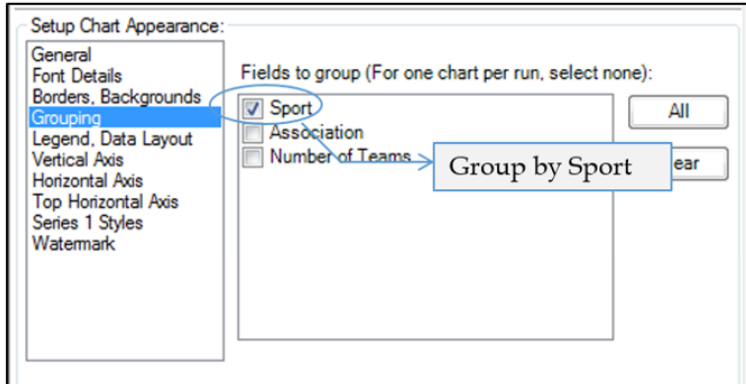 Setup Chart Appearance:
General
Font Details
Borders, Backgrounds
Grouping
Legend, Data Layout
Vertical Axis
Horizontal Axis
Top Horizontal Axis
Series 1 Styles
Watermark
Fields to group (For one chart per run, select none):
Sport
Association
Number of Teams
All
ear
Group by Sport